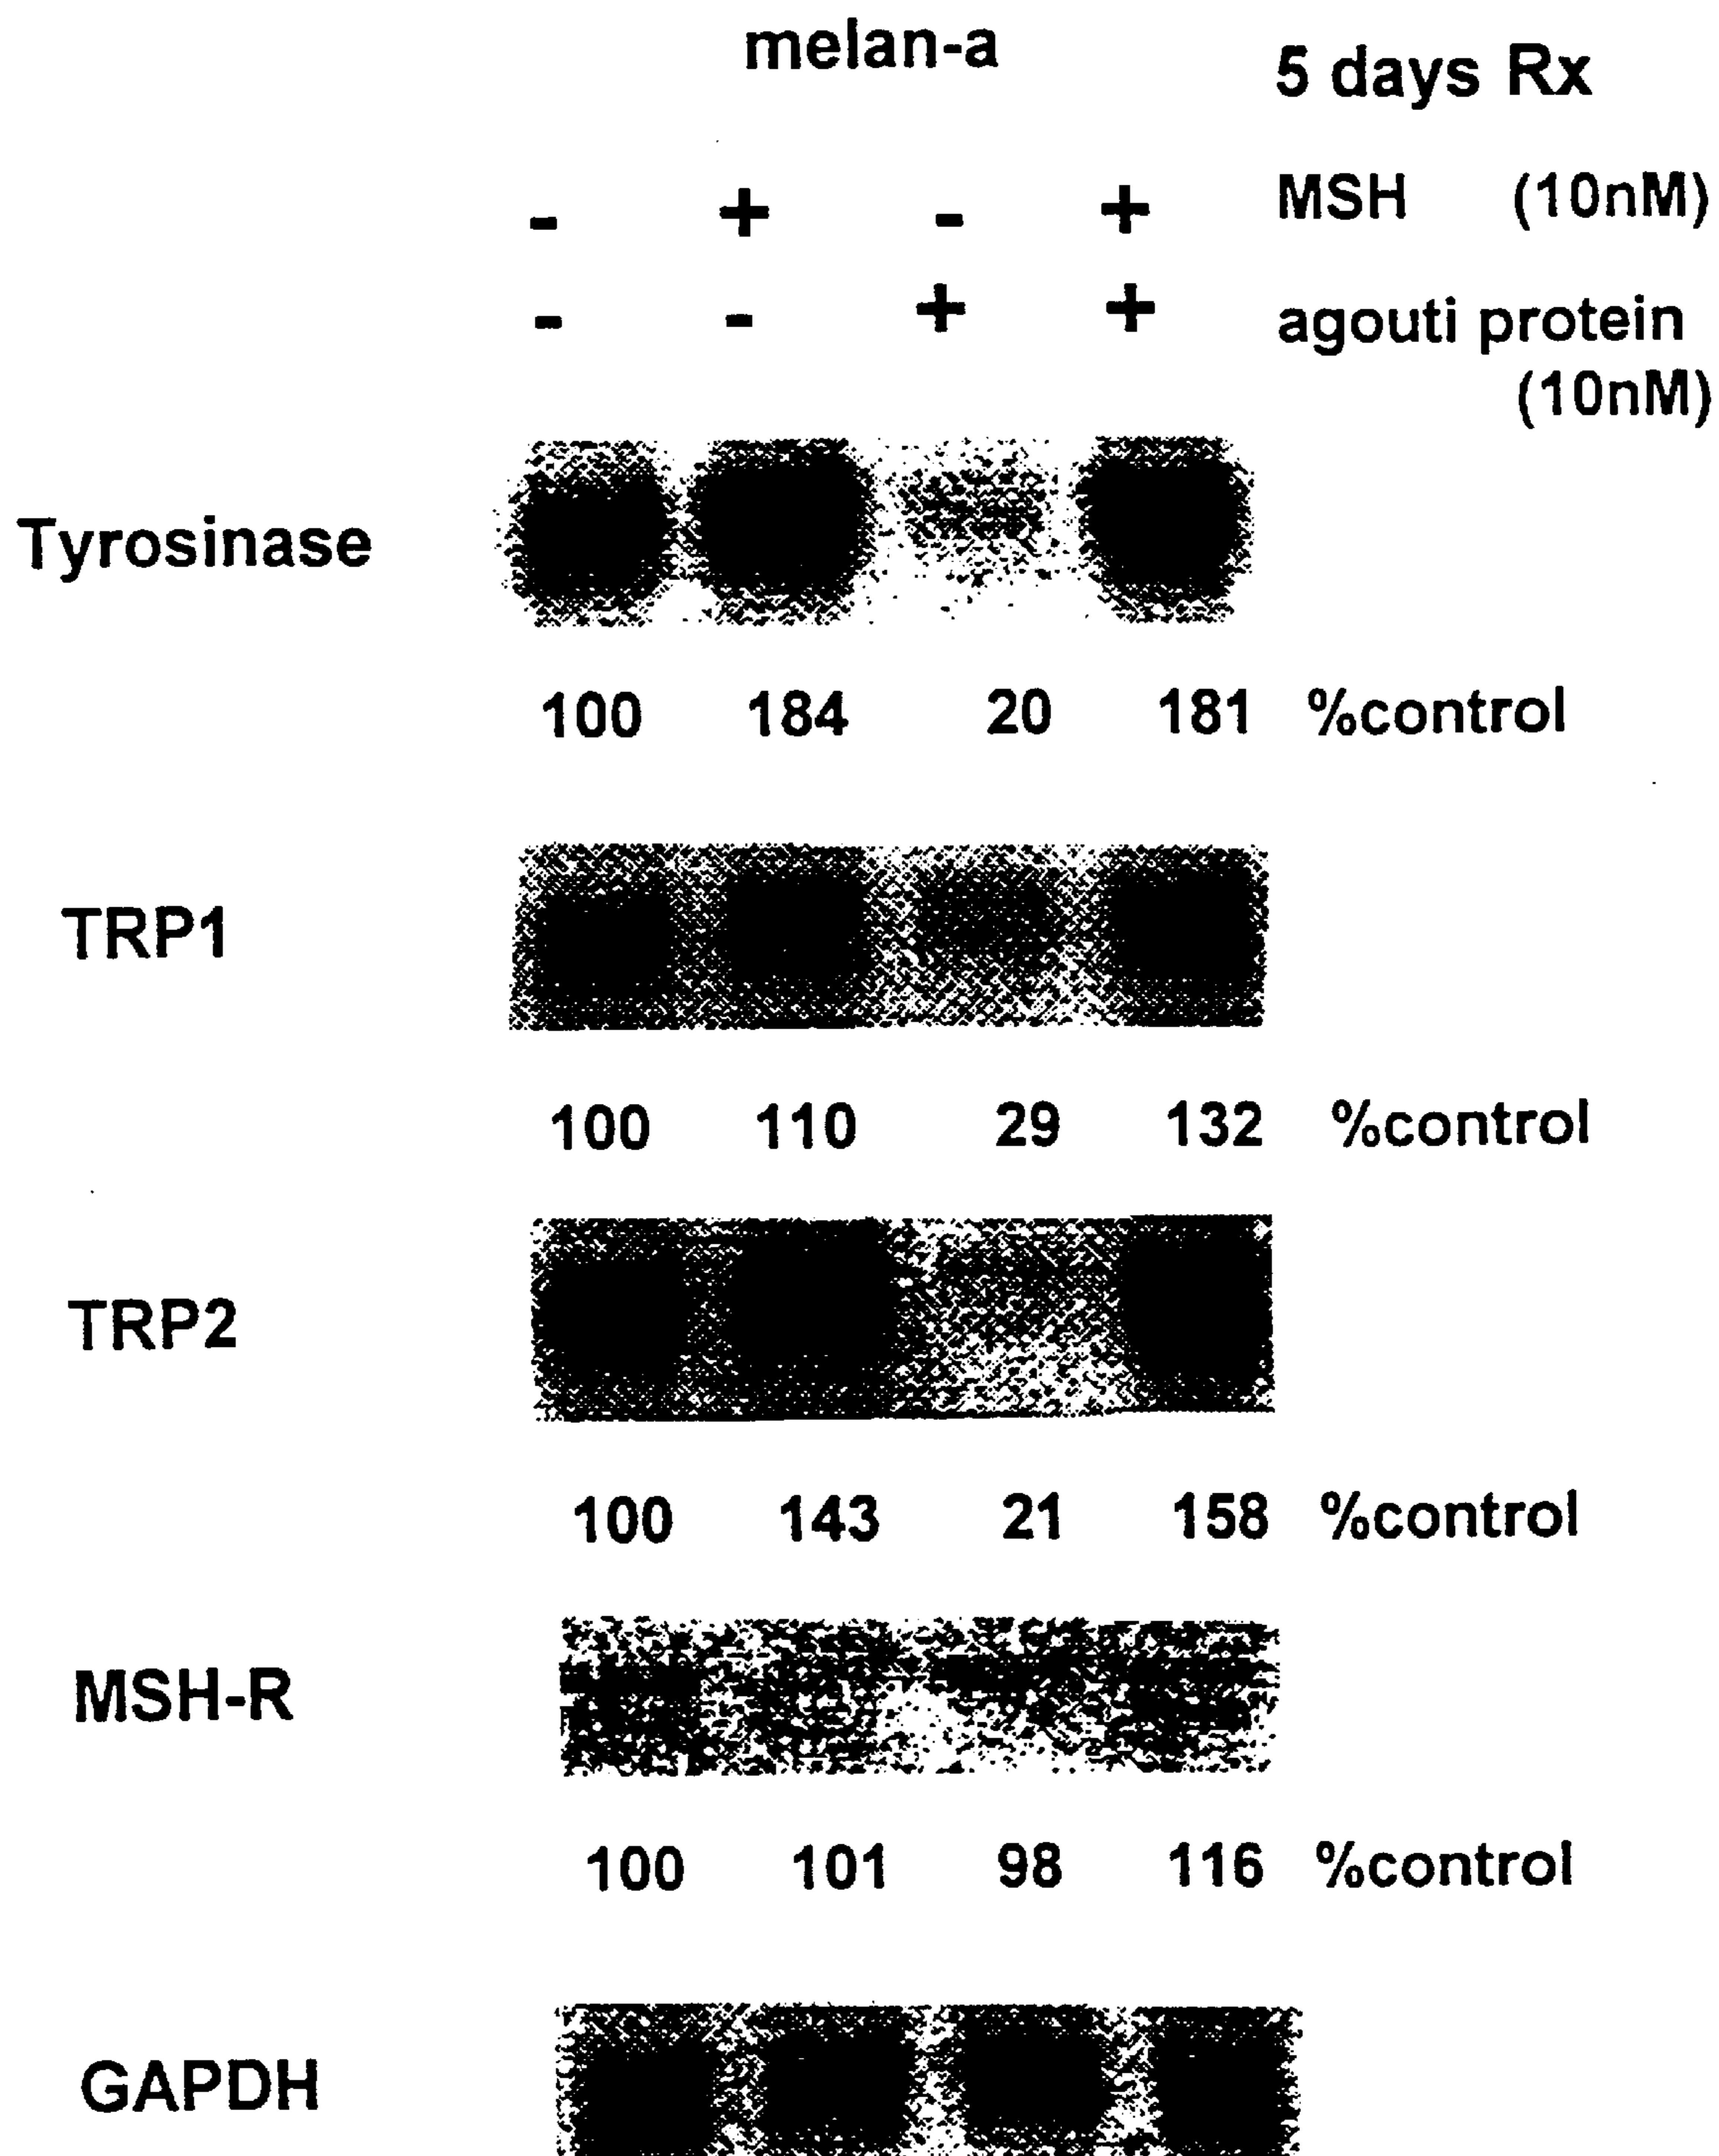 melan-a
5 days Rx
- + - + MSH (10nM)
- - + + agouti protein
(10nM)
Tyrosinase
100 184 20 181 %control
TRP1
100 110 29 132 %control
TRP2
100 143 21 158 %control
MSH-R
100 101 98 116 %control
GAPDH